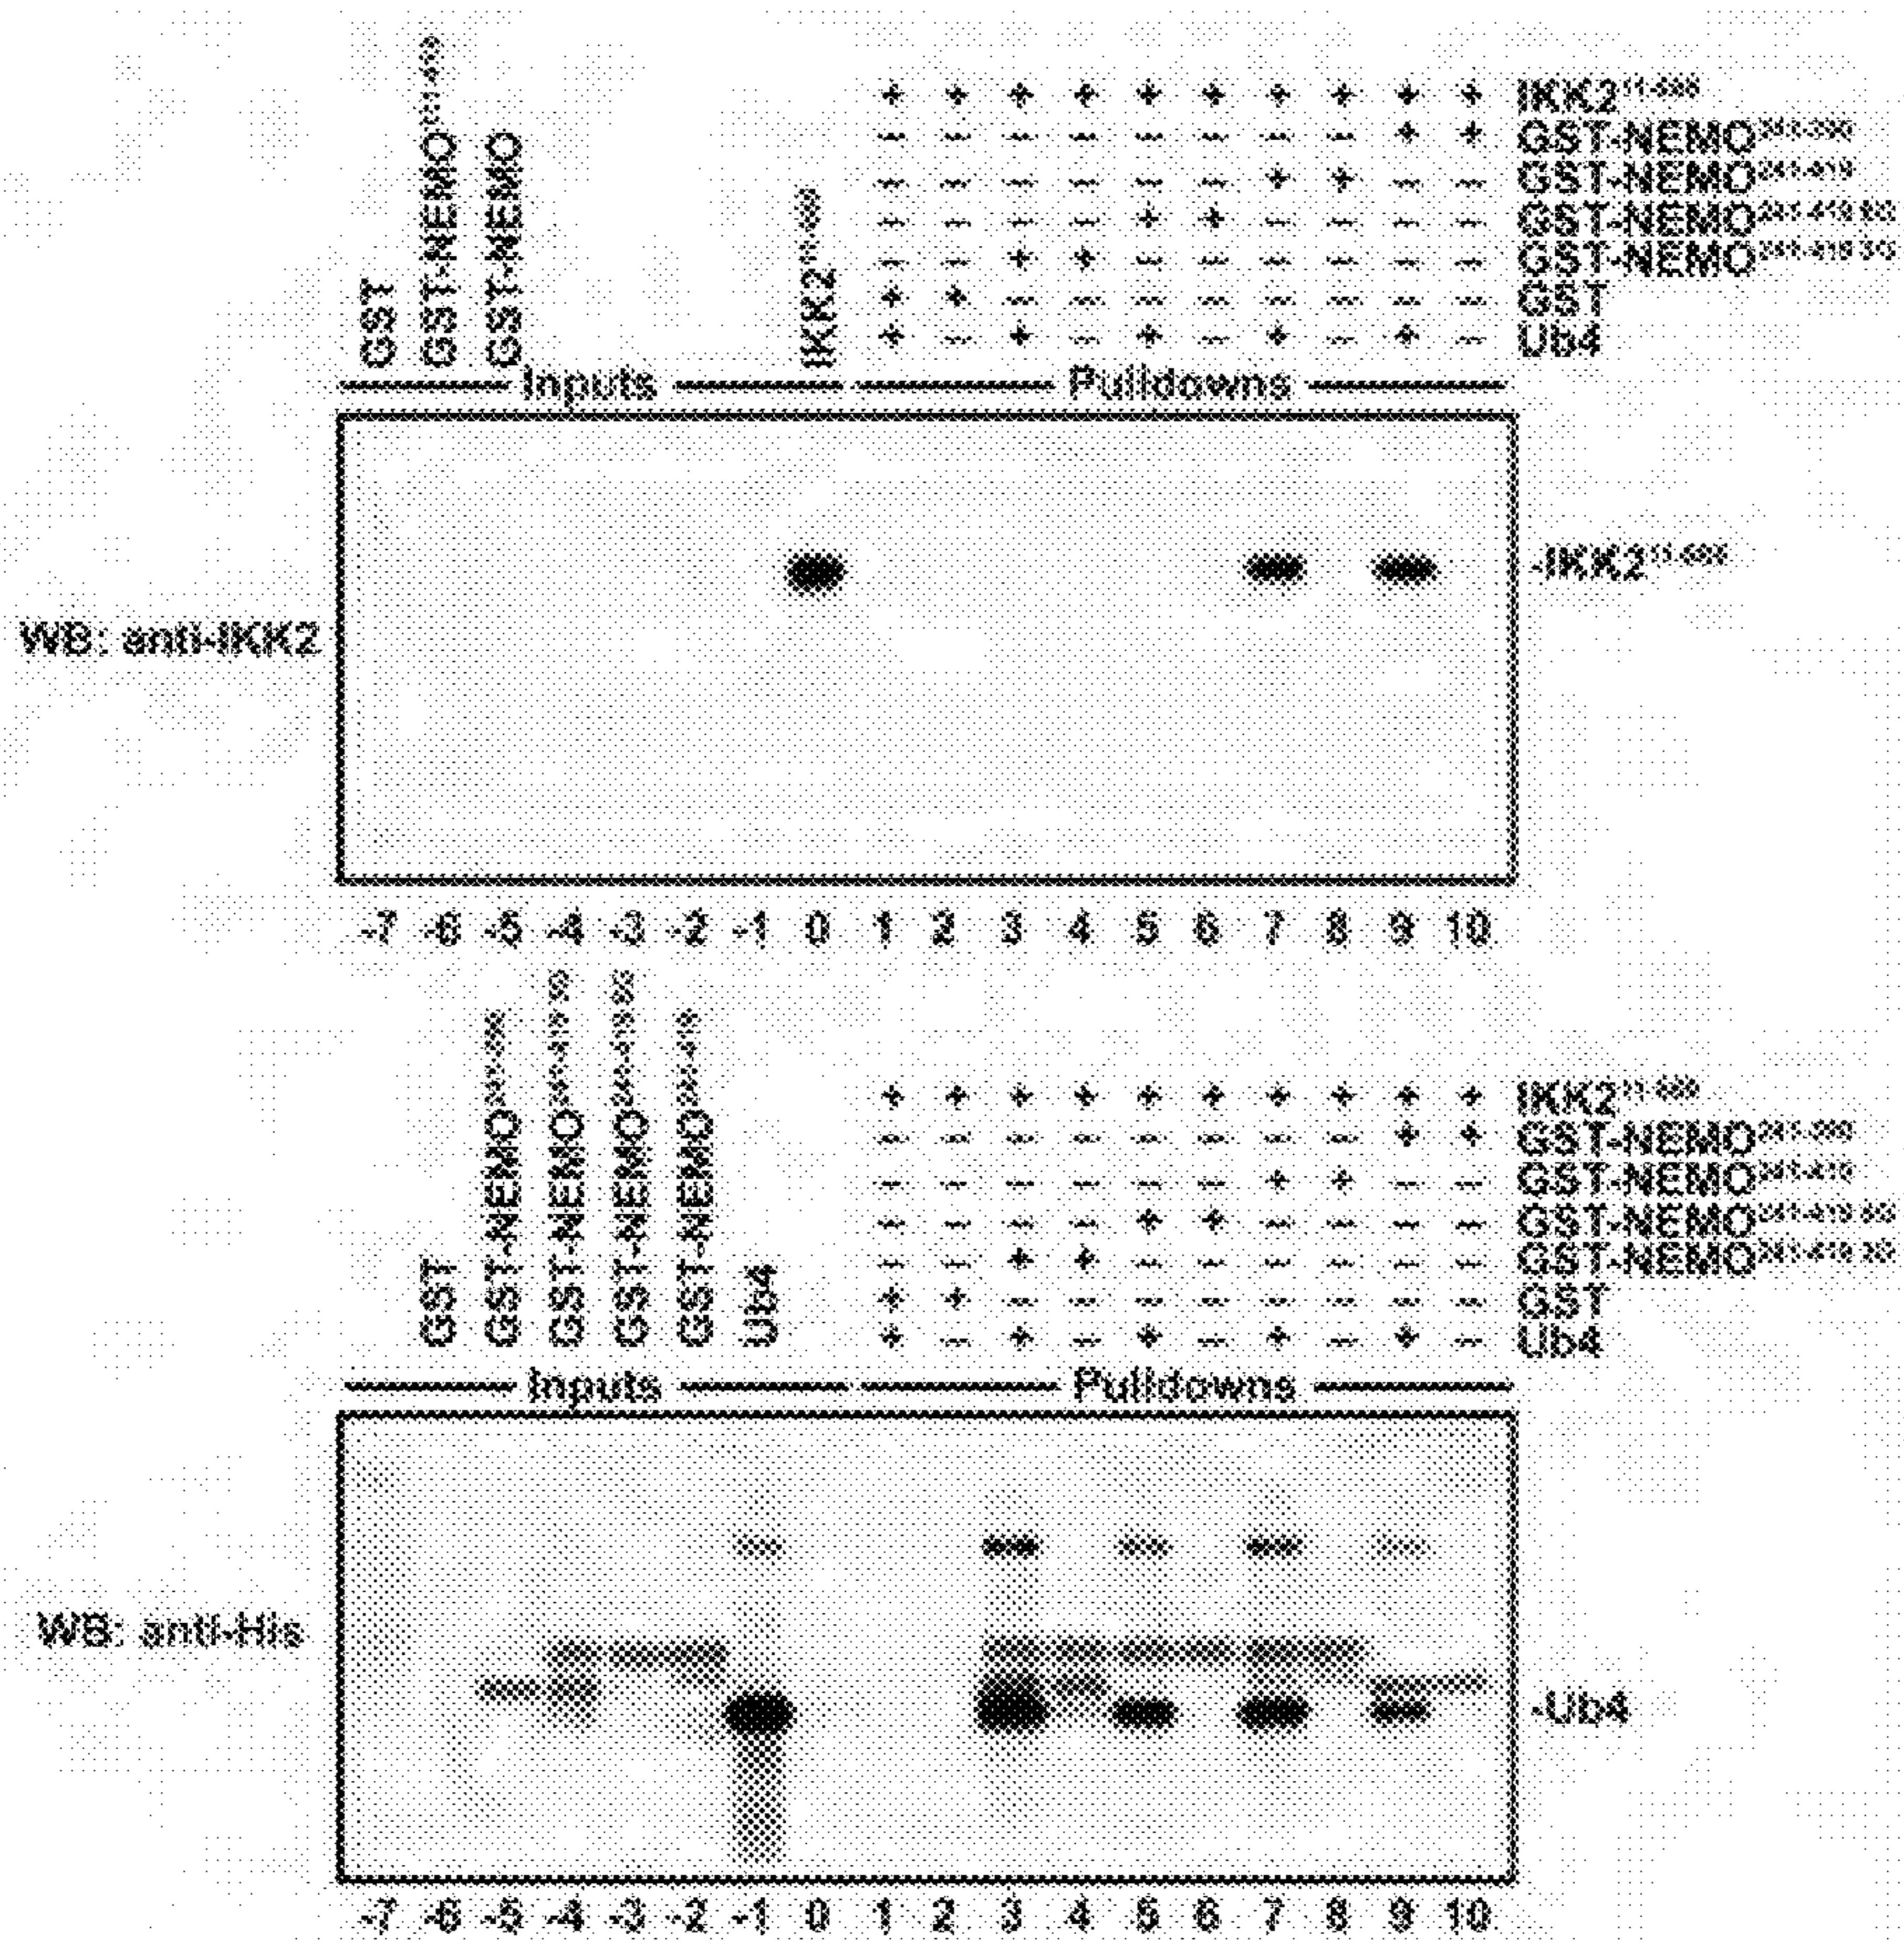 GST
GST-NEMO
GST-NEMO
IKK2
+ + + + + + + + + + IKK2
- - - - - - - - + + GST-NEMO
- - - - - - + + - - GST-NEMO
- - - - + + - - - - GST-NEMO
- - + + - - - - - - GST-NEMO
+ + - - - - - - - - GST
+ - + - + - + - + - Ub4
Inputs Pulldowns
WB: anti-IKK2
-IKK2
-7 -6 -5 -4 -3 -2 -1 0 1 2 3 4 5 6 7 8 9 10
GST
GST-NEMO
GST-NEMO
GST-NEMO
GST-NEMO
Ub4
+ + + + + + + + + + IKK2
- - - - - - - - + + GST-NEMO
- - - - - - + + - - GST-NEMO
- - - - + + - - - - GST-NEMO
- - + + - - - - - - GST-NEMO
+ + - - - - - - - - GST
+ - + - + - + - + - Ub4
Inputs Pulldowns
WB: anti-His
-Ub4
-7 -6 -5 -4 -3 -2 -1 0 1 2 3 4 5 6 7 8 9 10